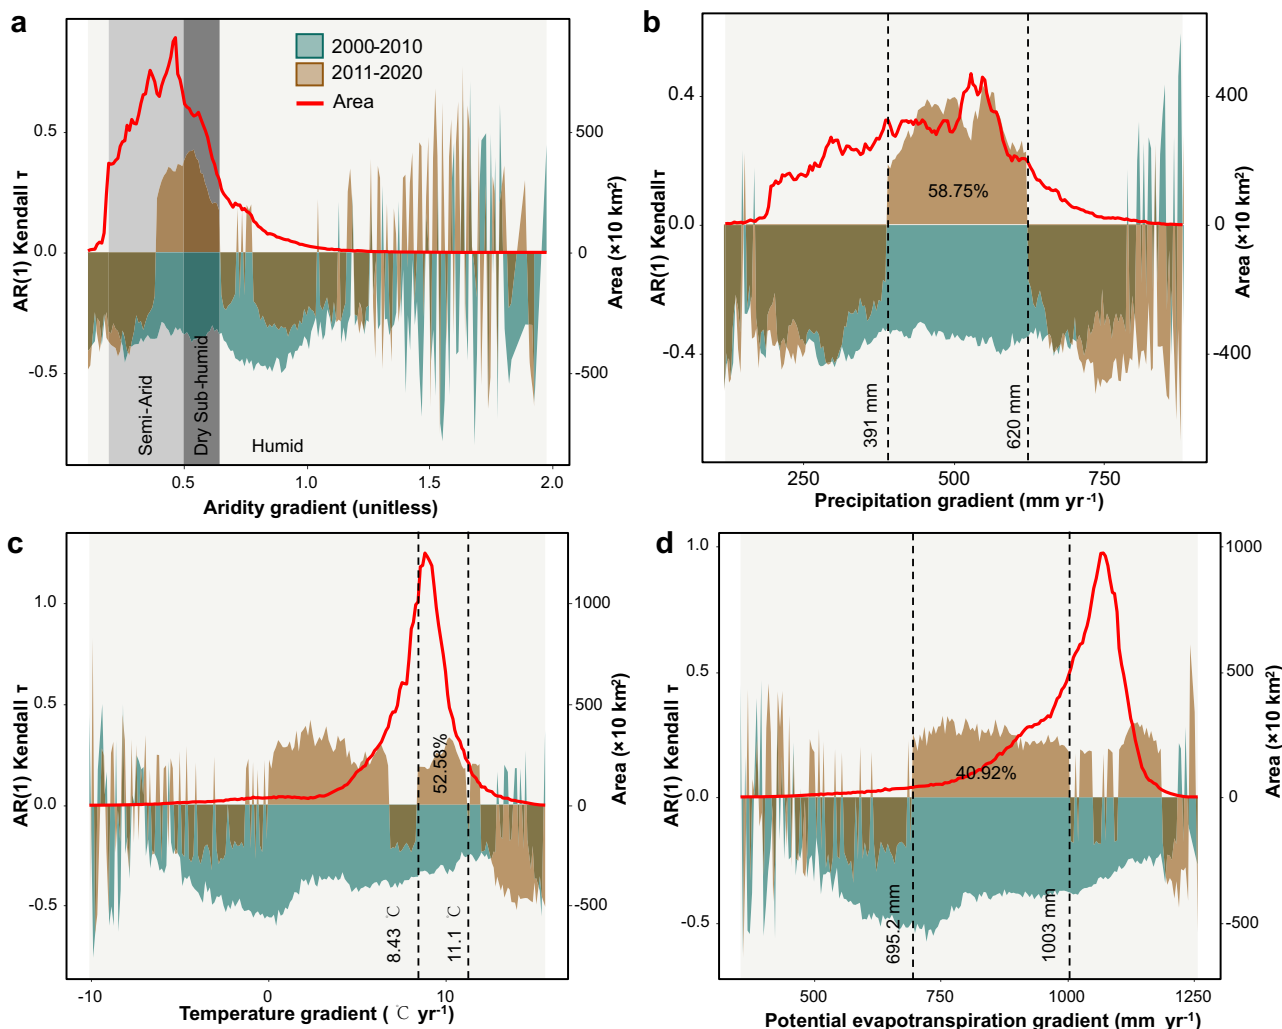 a
2000-2010
2011-2020
Area
0.5
0.0
-0.5
AR(1) Kendall τ
500
0
-500
Area (×10 km²)
Semi-Arid
Dry Sub-humid
Humid
0.5
1.0
1.5
2.0
Aridity gradient (unitless)
b
0.4
0.0
-0.4
AR(1) Kendall τ
400
0
-400
Area (×10 km²)
58.75%
391 mm
620 mm
250
500
750
Precipitation gradient (mm yr⁻¹)
c
1.0
0.5
0.0
-0.5
AR(1) Kendall τ
1000
500
0
-500
Area (×10 km²)
52.58%
8.43 ℃
11.1 ℃
-10
0
10
Temperature gradient ( ℃ yr⁻¹)
d
1.0
0.5
0.0
-0.5
AR(1) Kendall τ
1000
500
0
-500
Area (×10 km²)
40.92%
695.2 mm
1003 mm
500
750
1000
1250
Potential evapotranspiration gradient (mm yr⁻¹)